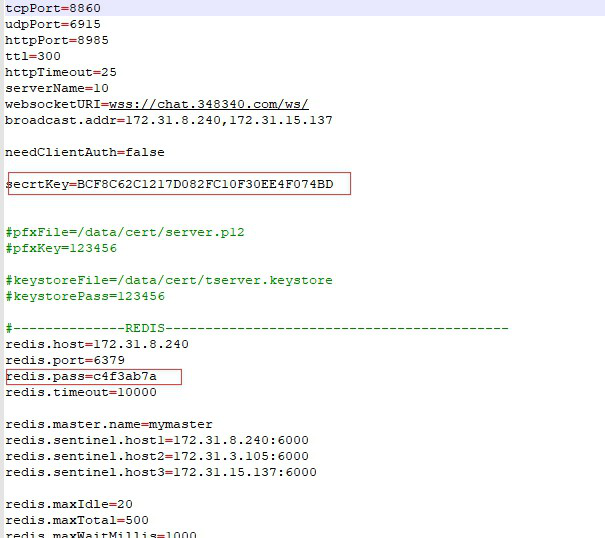 tcpPort=8860
udpPort=6915
httpPort=8985
ttl=300
httpTimeout=25
serverName=10
websocketURI=wss://chat.348340.com/ws/
broadcast.addr=172.31.8.240,172.31.15.137
needClientAuth=false
secrtKey=BCF8C62C1217D082FC10F30EE4F074BD
#pfxFile=/data/cert/server.p12
#pfxKey=123456
#keystoreFile=/data/cert/tserver.keystore
#keystorePass=123456
#--------------REDIS-------------------------------------------
redis.host=172.31.8.240
redis.port=6379
redis.pass=c4f3ab7a
redis.timeout=10000
redis.master.name=mymaster
redis.sentinel.host1=172.31.8.240:6000
redis.sentinel.host2=172.31.3.105:6000
redis.sentinel.host3=172.31.15.137:6000
redis.maxIdle=20
redis.maxTotal=500
redis.maxWaitMillis=1000